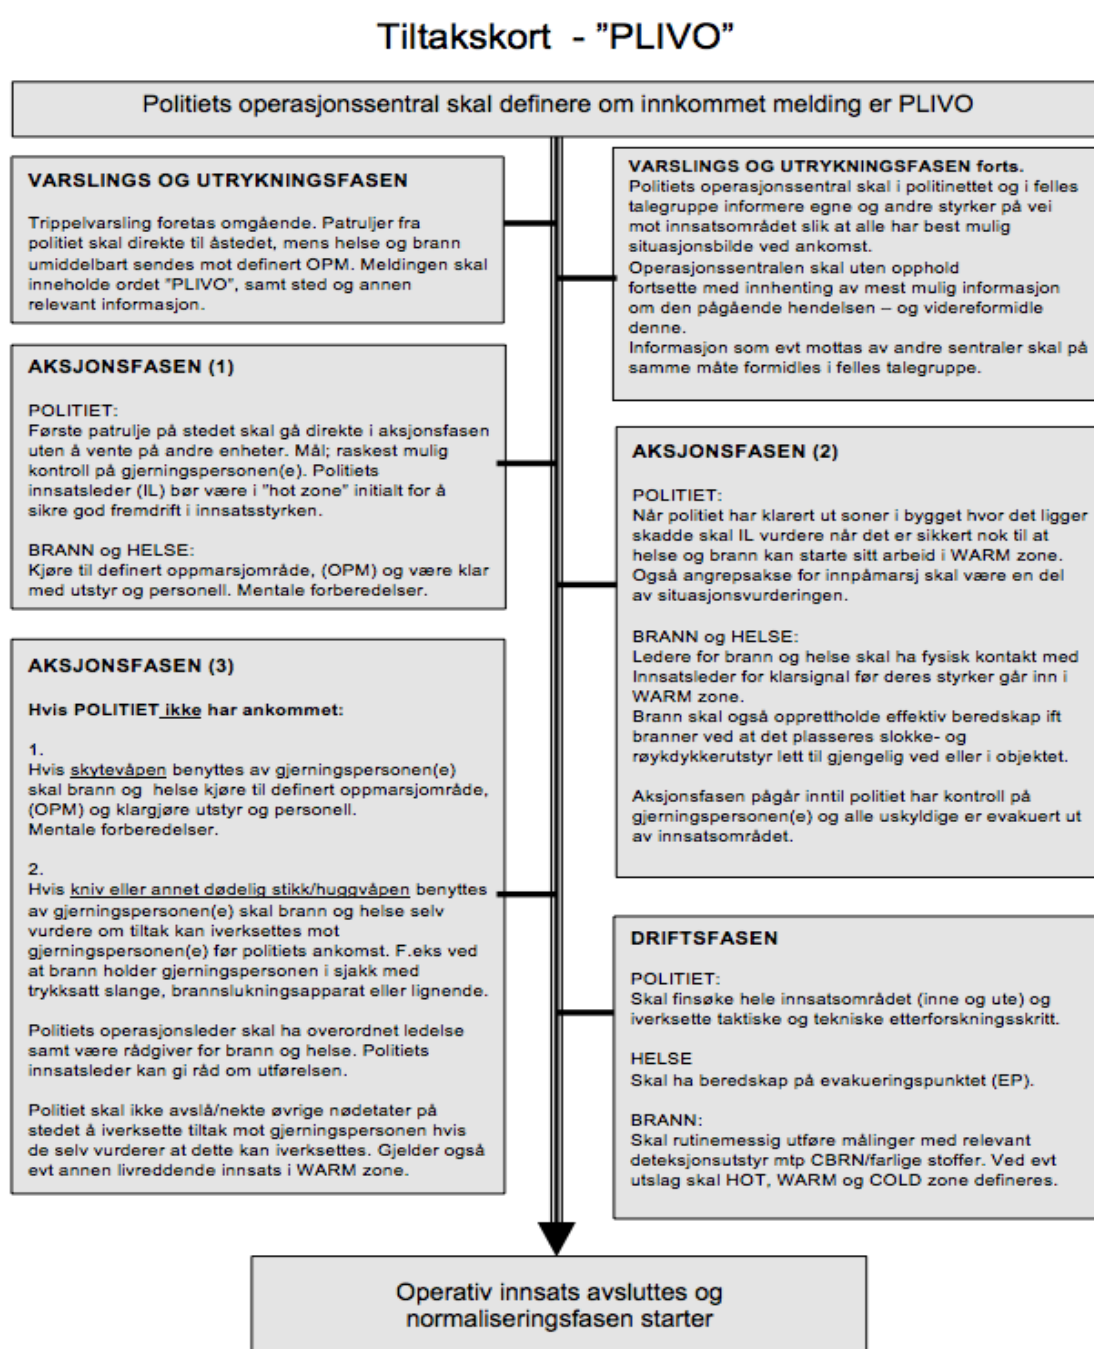 Tiltakskort - ”PLIVO”
Politiets operasjonssentral skal definere om innkommet melding er PLIVO
VARSLINGS OG UTRYKNINGSFASEN
Trippelvarsling foretas omgående. Patruljer fra
politiet skal direkte til åstedet, mens helse og brann
umiddelbart sendes mot definert OPM. Meldingen skal
inneholde ordet ”PLIVO”, samt sted og annen
relevant informasjon.
VARSLINGS OG UTRYKNINGSFASEN forts.
Politiets operasjonssentral skal i politinettet og i felles
talegruppe informere egne og andre styrker på vei
mot innsatsområdet slik at alle har best mulig
situasjonsbilde ved ankomst.
Operasjonssentralen skal uten opphold
fortsette med innhenting av mest mulig informasjon
om den pågående hendelsen – og videreformidle
denne.
Informasjon som evt mottas av andre sentraler skal på
samme måte formidles i felles talegruppe.
AKSJONSFASEN (1)
POLITIET:
Første patrulje på stedet skal gå direkte i aksjonsfasen
uten å vente på andre enheter. Mål; raskest mulig
kontroll på gjerningspersonen(e). Politiets
innsatsleder (IL) bør være i ”hot zone” initialt for å
sikre god fremdrift i innsatsstyrken.
BRANN og HELSE:
Kjøre til definert oppmarsjområde, (OPM) og være klar
med utstyr og personell. Mentale forberedelser.
AKSJONSFASEN (2)
POLITIET:
Når politiet har klarert ut soner i bygget hvor det ligger
skadde skal IL vurdere når det er sikkert nok til at
helse og brann kan starte sitt arbeid i WARM zone.
Også angrepsakse for innpåmarsj skal være en del
av situasjonsvurderingen.
BRANN og HELSE:
Ledere for brann og helse skal ha fysisk kontakt med
Innsatsleder for klarsignal før deres styrker går inn i
WARM zone.
Brann skal også opprettholde effektiv beredskap ift
branner ved at det plasseres slokke- og
røykdykkerutstyr lett til gjengelig ved eller i objektet.
Aksjonsfasen pågår inntil politiet har kontroll på
gjerningspersonen(e) og alle uskyldige er evakuert ut
av innsatsområdet.
AKSJONSFASEN (3)
Hvis POLITIET ikke har ankommet:
1.
Hvis skytevåpen benyttes av gjerningspersonen(e)
skal brann og helse kjøre til definert oppmarsjområde,
(OPM) og klargjøre utstyr og personell.
Mentale forberedelser.
2.
Hvis kniv eller annet dødelig stikk/huggvåpen benyttes
av gjerningspersonen(e) skal brann og helse selv
vurdere om tiltak kan iverksettes mot
gjerningspersonen(e) før politiets ankomst. F.eks ved
at brann holder gjerningspersonen i sjakk med
trykksatt slange, brannslukningsapparat eller lignende.
Politiets operasjonsleder skal ha overordnet ledelse
samt være rådgiver for brann og helse. Politiets
innsatsleder kan gi råd om utførelsen.
Politiet skal ikke avslå/nekte øvrige nødetater på
stedet å iverksette tiltak mot gjerningspersonen hvis
de selv vurderer at dette kan iverksettes. Gjelder også
evt annen livreddende innsats i WARM zone.
DRIFTSFASEN
POLITIET:
Skal finsøke hele innsatsområdet (inne og ute) og
iverksette taktiske og tekniske etterforskningsskritt.
HELSE
Skal ha beredskap på evakueringspunktet (EP).
BRANN:
Skal rutinemessig utføre målinger med relevant
deteksjonsutstyr mtp CBRN/farlige stoffer. Ved evt
utslag skal HOT, WARM og COLD zone defineres.
Operativ innsats avsluttes og
normaliseringsfasen starter